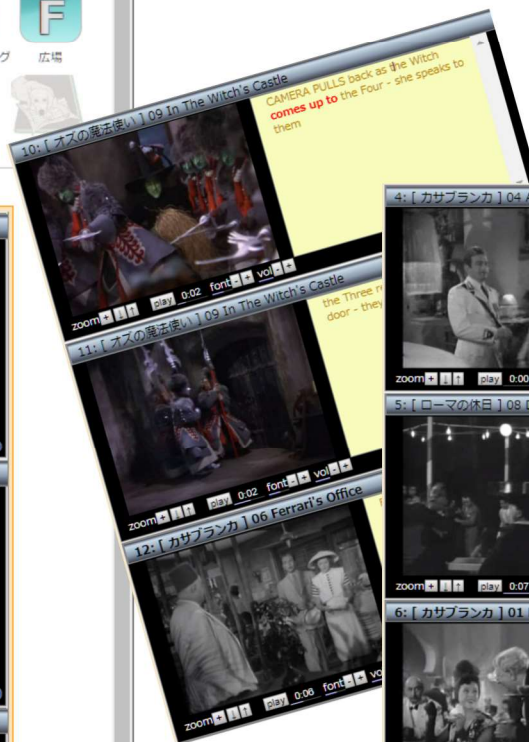 F
グ
広場
10: [ オズの魔法使い ] 09 In The Witch's Castle
CAMERA PULLS back as the Witch
comes up to the Four - she speaks to
them
zoom + ↓ ↑ play 0:02 font - + vol - +
11: [ オズの魔法使い ] 09 In The Witch's Castle
the Three
door - they
zoom + ↓ ↑ play 0:02 font - + vol - +
12: [ カサブランカ ] 06 Ferrari's Office
zoom + ↓ ↑ play 0:06 font - +
4: [ カサブランカ ] 04
zoom + ↓ ↑ play 0:00
5: [ ローマの休日 ] 08
zoom + ↓ ↑ play 0:07
6: [ カサブランカ ] 01